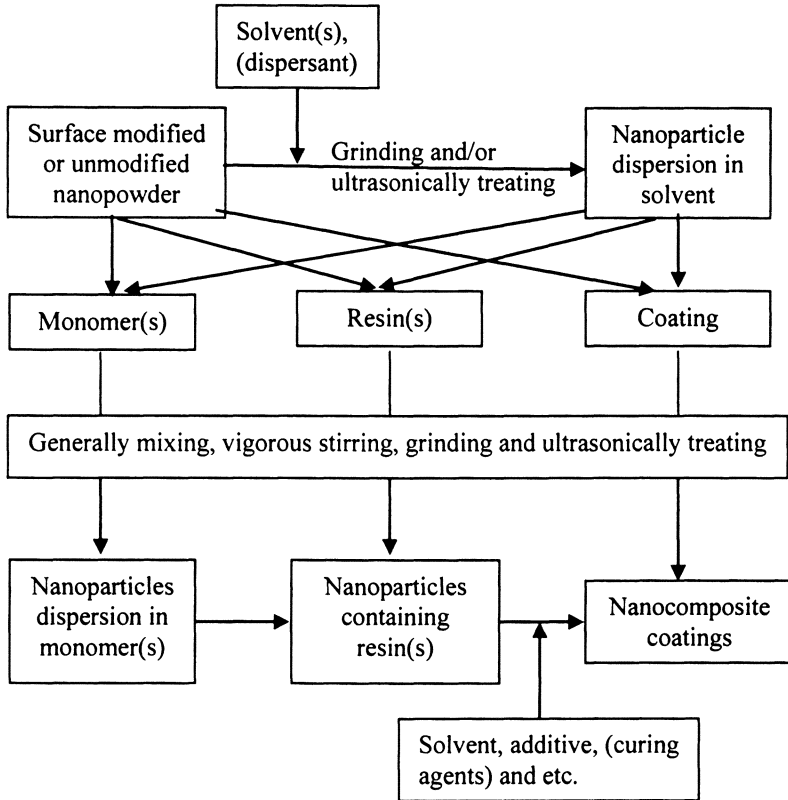 Solvent(s),
(dispersant)
Surface modified
or unmodified
nanopowder
Grinding and/or
ultrasonically treating
Nanoparticle
dispersion in
solvent
Monomer(s)
Resin(s)
Coating
Generally mixing, vigorous stirring, grinding and ultrasonically treating
Nanoparticles
dispersion in
monomer(s)
Nanoparticles
containing
resin(s)
Nanocomposite
coatings
Solvent, additive, (curing
agents) and etc.